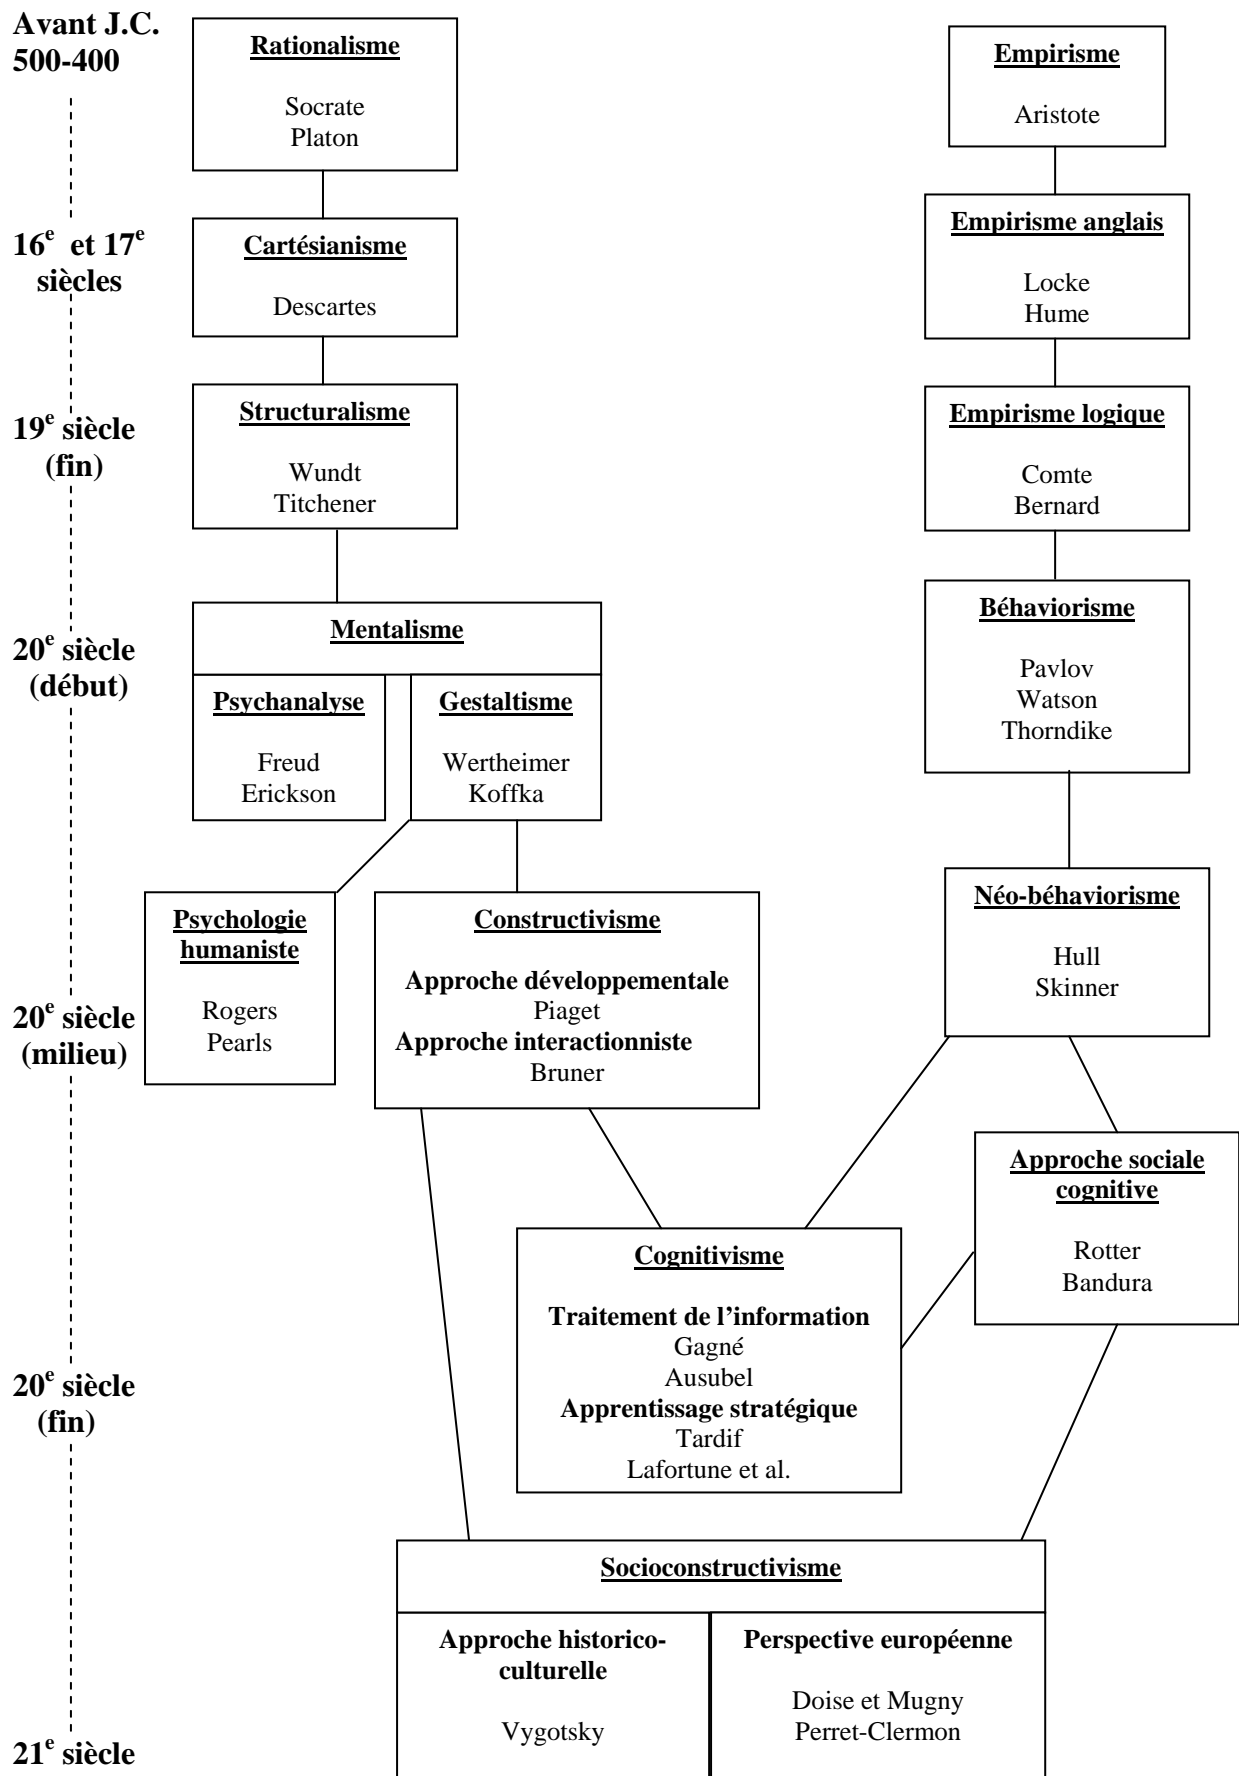 Avant J.C.
500-400
Rationalisme
Socrate
Platon
Empirisme
Aristote
16e et 17e
siècles
Cartésianisme
Descartes
Empirisme anglais
Locke
Hume
19e siècle
(fin)
Structuralisme
Wundt
Titchener
Empirisme logique
Comte
Bernard
20e siècle
(début)
Mentalisme
Psychanalyse
Freud
Erickson
Gestaltisme
Wertheimer
Koffka
Béhaviorisme
Pavlov
Watson
Thorndike
20e siècle
(milieu)
Psychologie
humaniste
Rogers
Pearls
Constructivisme
Approche développementale
Piaget
Approche interactionniste
Bruner
Néo-béhaviorisme
Hull
Skinner
Approche sociale
cognitive
Rotter
Bandura
20e siècle
(fin)
Cognitivisme
Traitement de l’information
Gagné
Ausubel
Apprentissage stratégique
Tardif
Lafortune et al.
Socioconstructivisme
Approche historico-
culturelle
Vygotsky
Perspective européenne
Doise et Mugny
Perret-Clermon
21e siècle